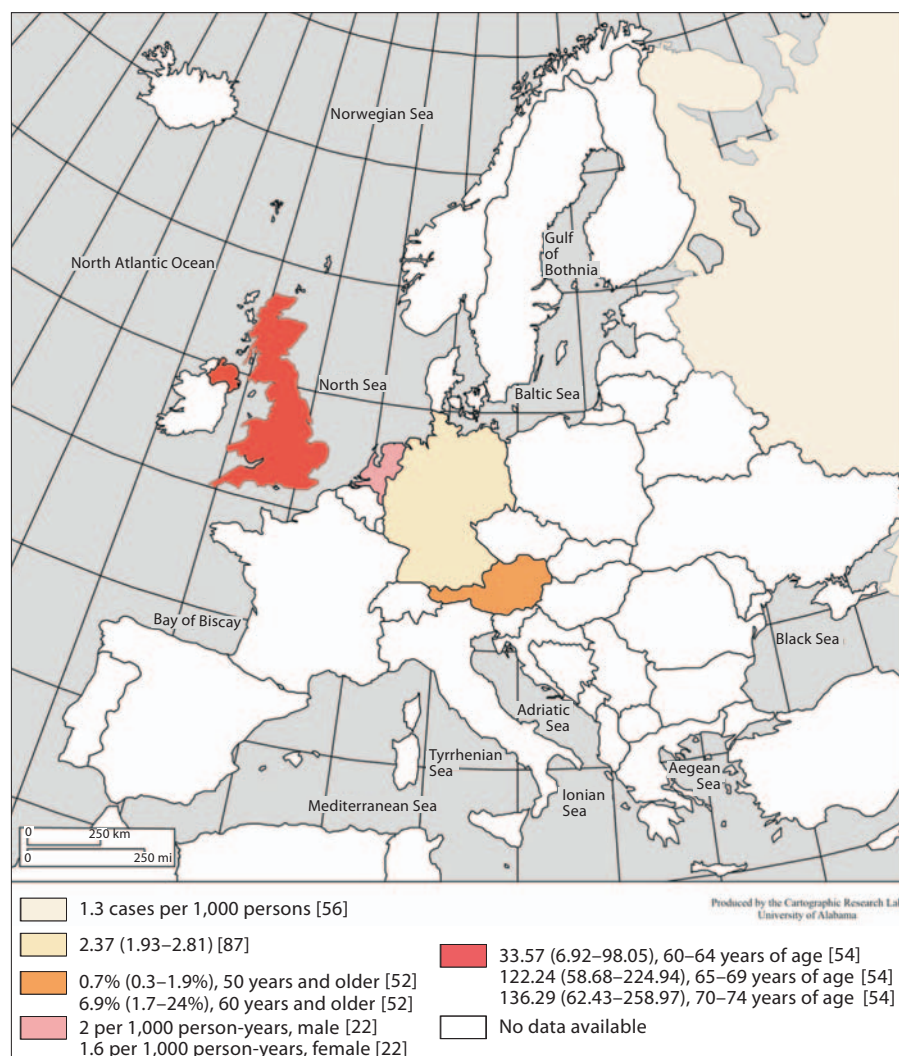 Norwegian Sea
Gulf
of
Bothnia
North Atlantic Ocean
North Sea
Baltic Sea
Bay of Biscay
Black Sea
Adriatic
Sea
Tyrrhenian
Sea
Aegean
Sea
Ionian
Sea
Mediterranean Sea
0
250 km
0
250 mi
Produced by the Cartographic Research Lab
University of Alabama
1.3 cases per 1,000 persons [56]
2.37 (1.93–2.81) [87]
0.7% (0.3–1.9%), 50 years and older [52]
6.9% (1.7–24%), 60 years and older [52]
2 per 1,000 person-years, male [22]
1.6 per 1,000 person-years, female [22]
33.57 (6.92–98.05), 60–64 years of age [54]
122.24 (58.68–224.94), 65–69 years of age [54]
136.29 (62.43–258.97), 70–74 years of age [54]
No data available